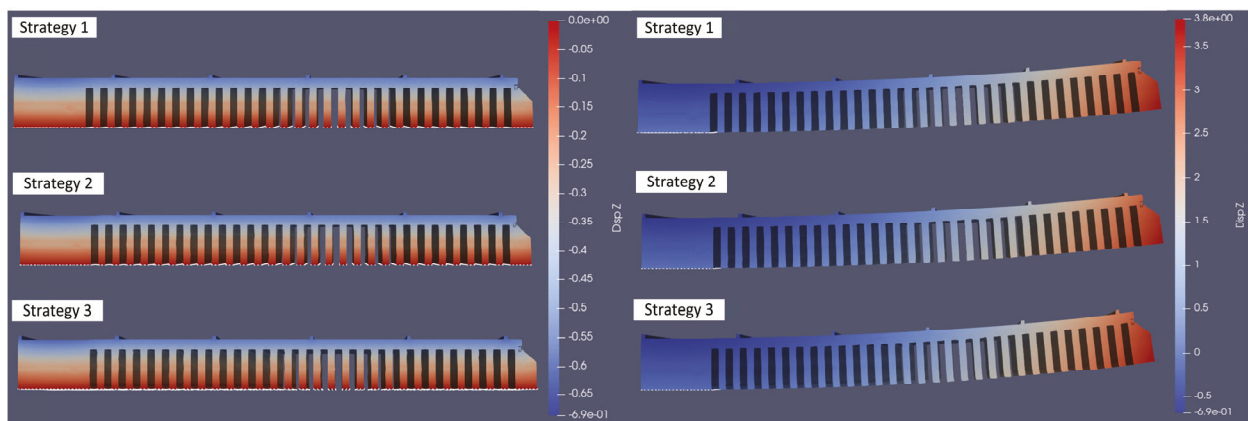 Strategy 1
Strategy 2
Strategy 3
0.0e+00
-0.05
-0.1
-0.15
-0.2
-0.25
-0.3
-0.35
-0.4
-0.45
-0.5
-0.55
-0.6
-0.65
-6.9e-01
Disp Z
Strategy 1
Strategy 2
Strategy 3
3.8e+00
3.5
3
2.5
2
1.5
1
0.5
0
-0.5
-6.9e-01
Disp Z